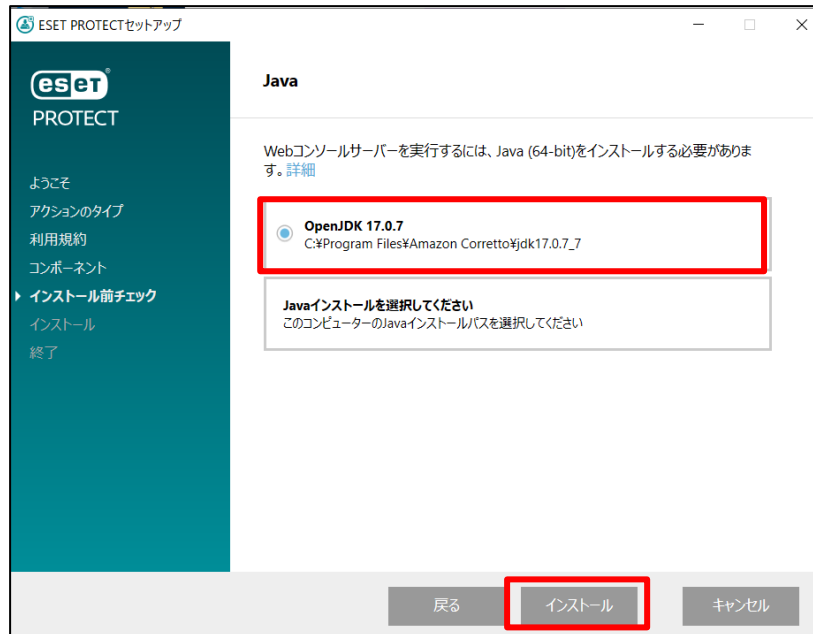 ESET PROTECTセットアップ
eset
PROTECT
ようこそ
アクションのタイプ
利用規約
コンポーネント
インストール前チェック
インストール
終了
Java
Webコンソールサーバーを実行するには、Java (64-bit)をインストールする必要がありま
す。詳細
OpenJDK 17.0.7
C:¥Program Files¥Amazon Corretto¥jdk17.0.7_7
Javaインストールを選択してください
このコンピューターのJavaインストールパスを選択してください
戻る
インストール
キャンセル